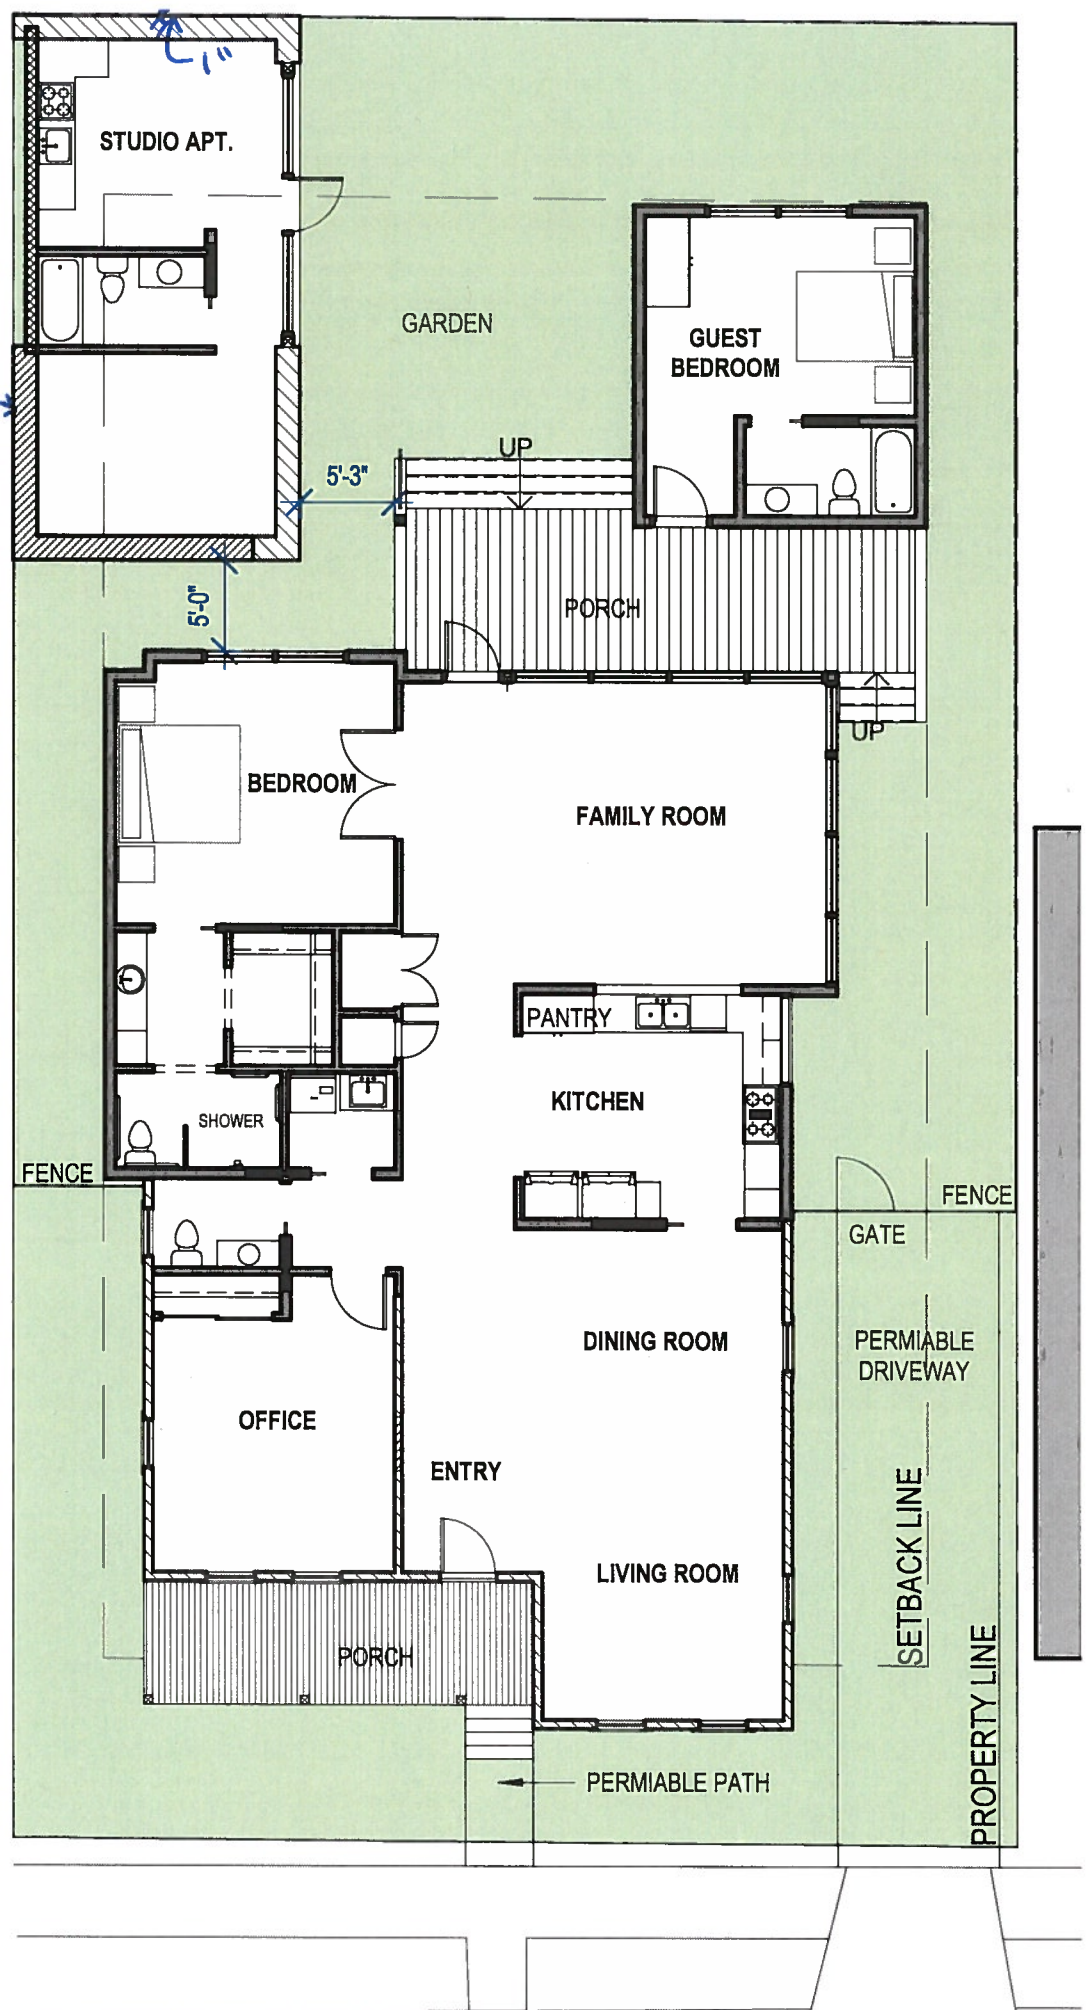 1"
STUDIO APT.
GARDEN
GUEST
BEDROOM
UP
5'-3"
5'-0"
PORCH
UP
BEDROOM
FAMILY ROOM
PANTRY
KITCHEN
SHOWER
FENCE
FENCE
GATE
DINING ROOM
PERMIABLE
DRIVEWAY
OFFICE
ENTRY
LIVING ROOM
SETBACK LINE
PORCH
PROPERTY LINE
PERMIABLE PATH